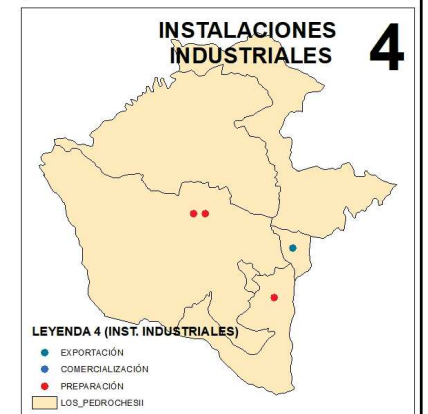 INSTALACIONES
INDUSTRIALES
4
LEYENDA 4 (INST. INDUSTRIALES)
EXPORTACIÓN
COMERCIALIZACIÓN
PREPARACIÓN
LOS_PEDROCHESII